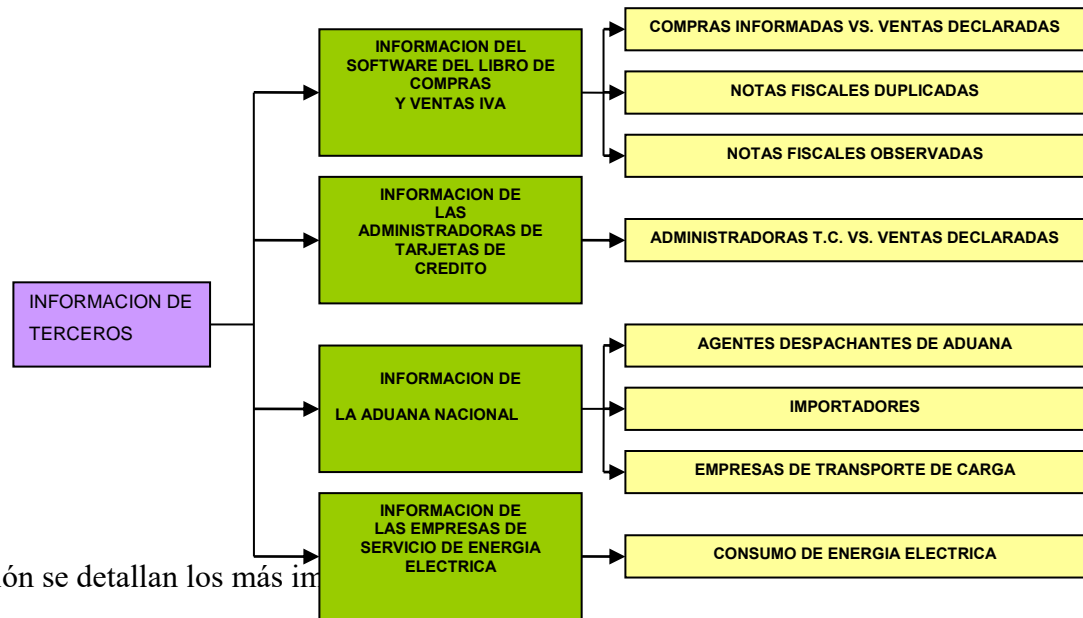 INFORMACION DE
TERCEROS
INFORMACION DEL
SOFTWARE DEL LIBRO DE
COMPRAS
Y VENTAS IVA
COMPRAS INFORMADAS VS. VENTAS DECLARADAS
NOTAS FISCALES DUPLICADAS
NOTAS FISCALES OBSERVADAS
INFORMACION DE
LAS
ADMINISTRADORAS DE
TARJETAS DE
CREDITO
ADMINISTRADORAS T.C. VS. VENTAS DECLARADAS
INFORMACION DE
LA ADUANA NACIONAL
AGENTES DESPACHANTES DE ADUANA
IMPORTADORES
EMPRESAS DE TRANSPORTE DE CARGA
INFORMACION DE
LAS EMPRESAS DE
SERVICIO DE ENERGIA
ELECTRICA
CONSUMO DE ENERGIA ELECTRICA
ón se detallan los más